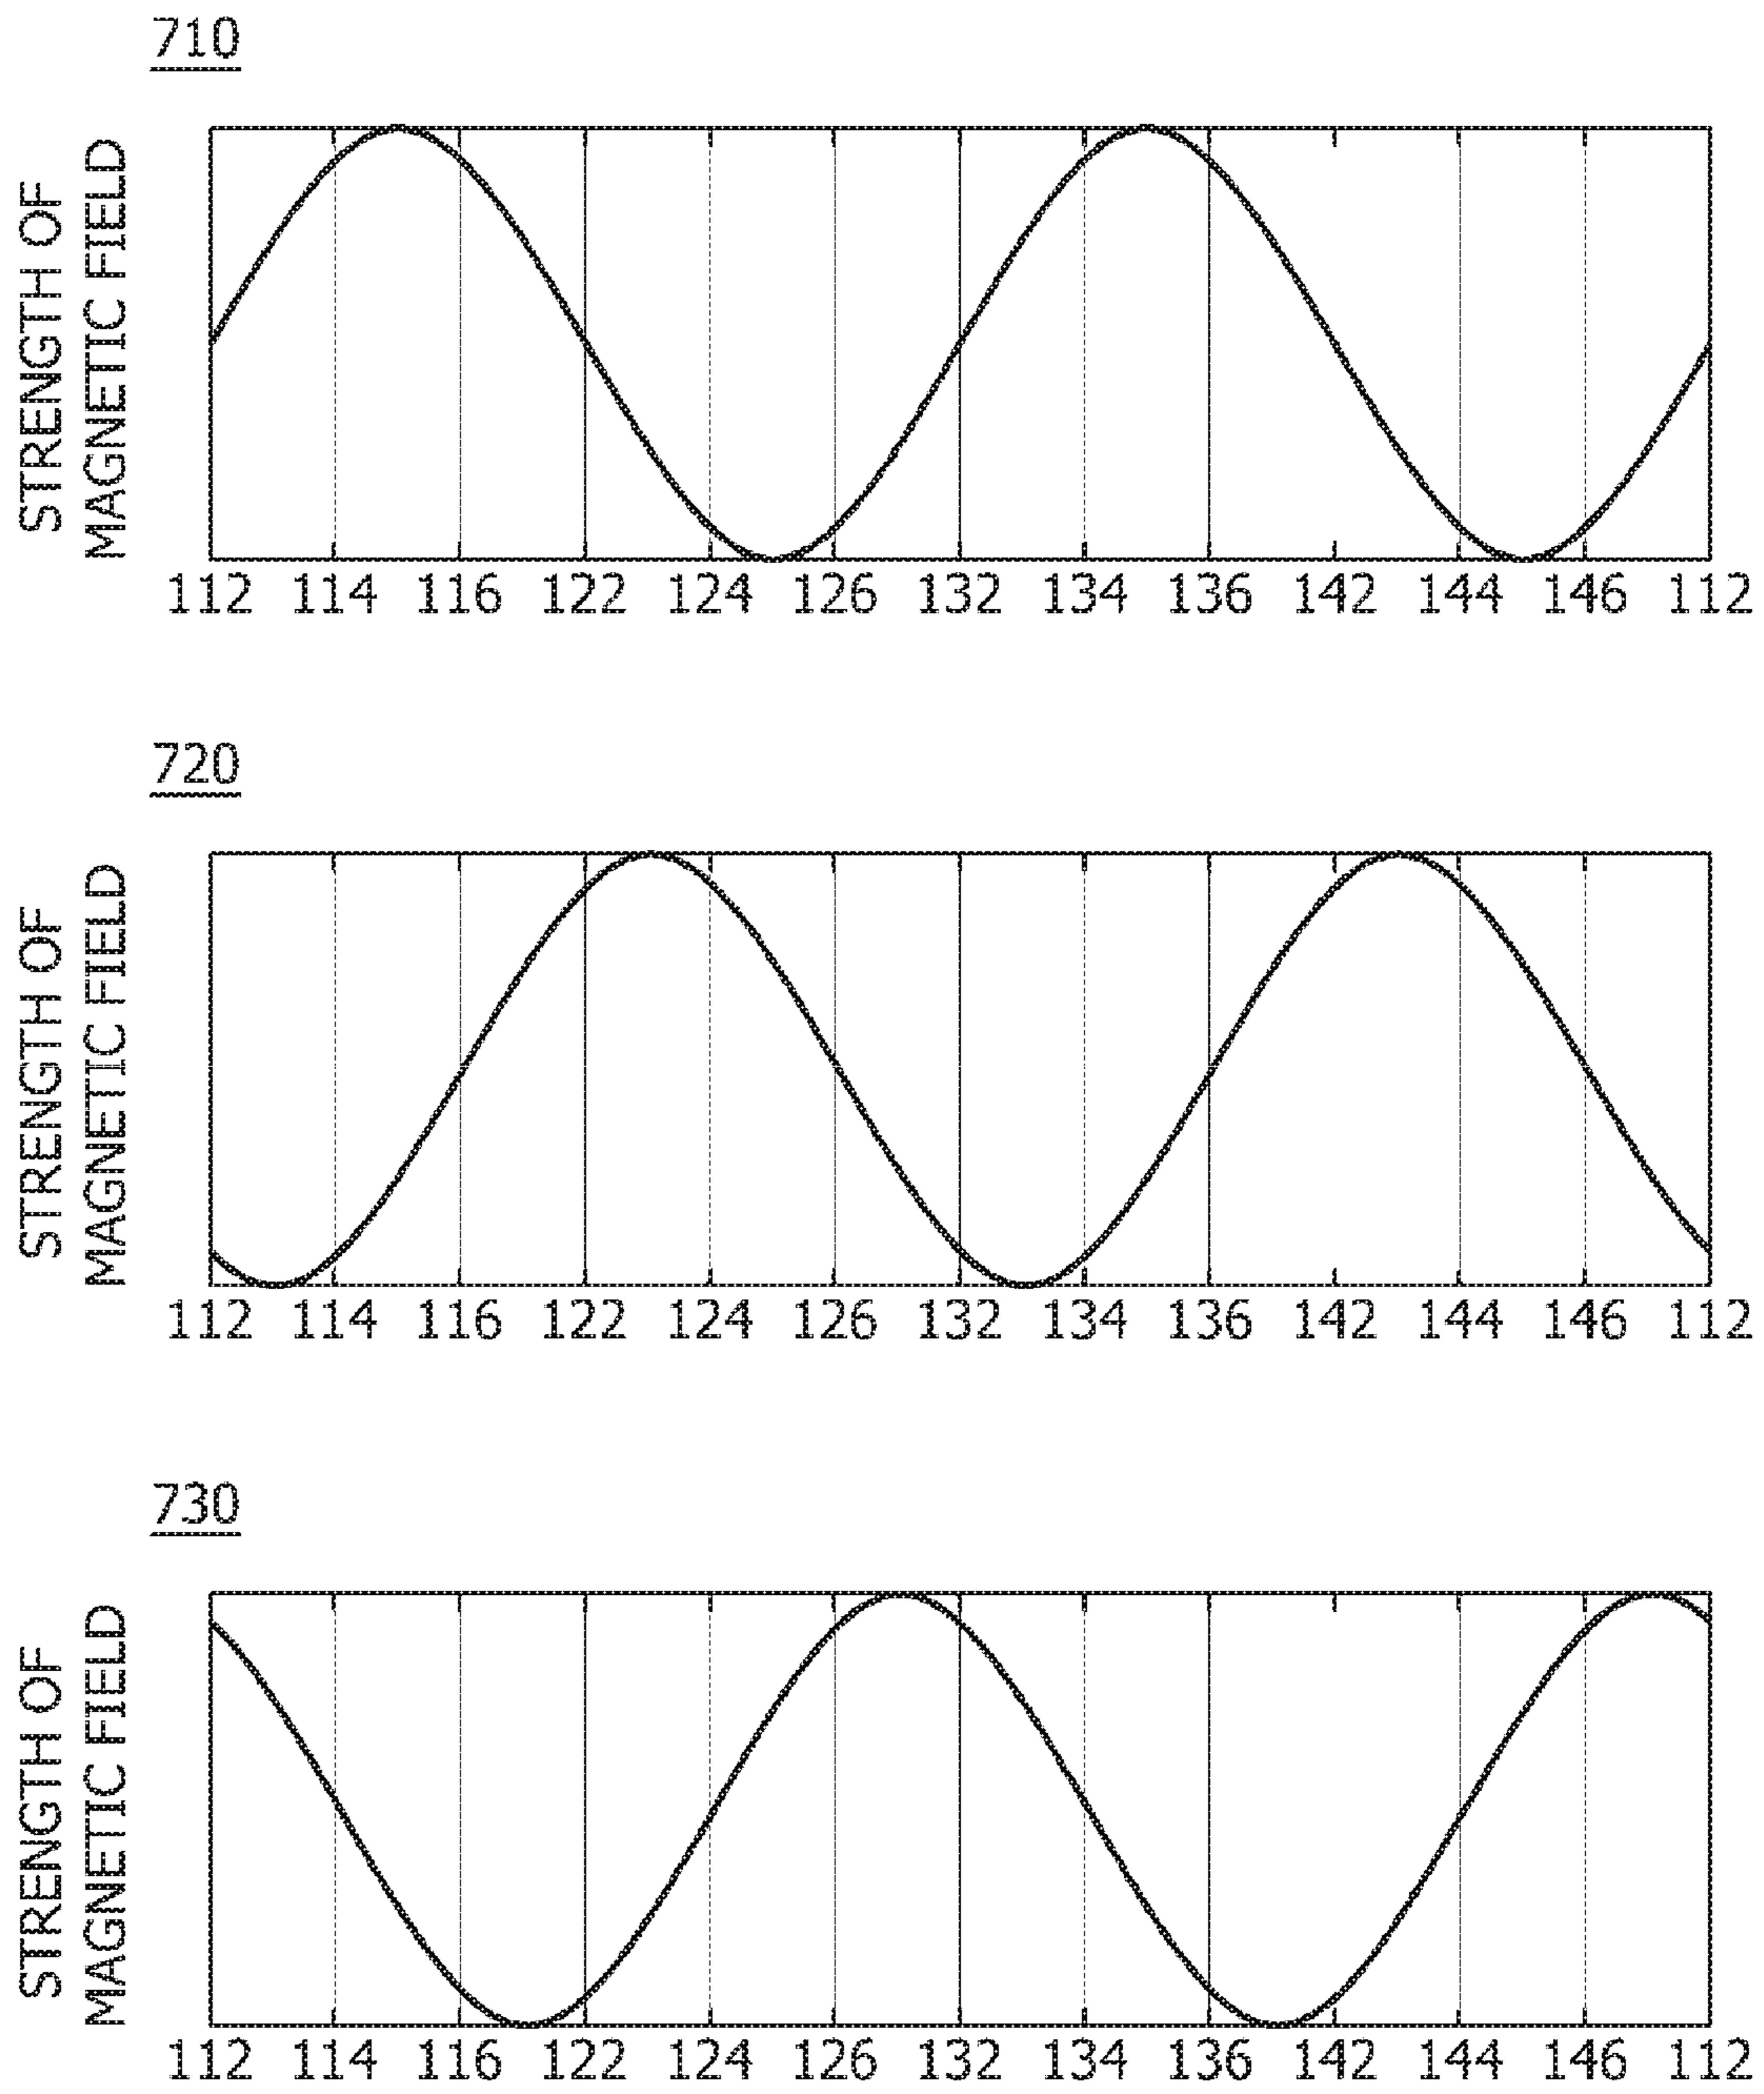 710
STRENGTH OF
MAGNETIC FIELD
112 114 116 122 124 126 132 134 136 142 144 146 112
720
STRENGTH OF
MAGNETIC FIELD
112 114 116 122 124 126 132 134 136 142 144 146 112
730
STRENGTH OF
MAGNETIC FIELD
112 114 116 122 124 126 132 134 136 142 144 146 112